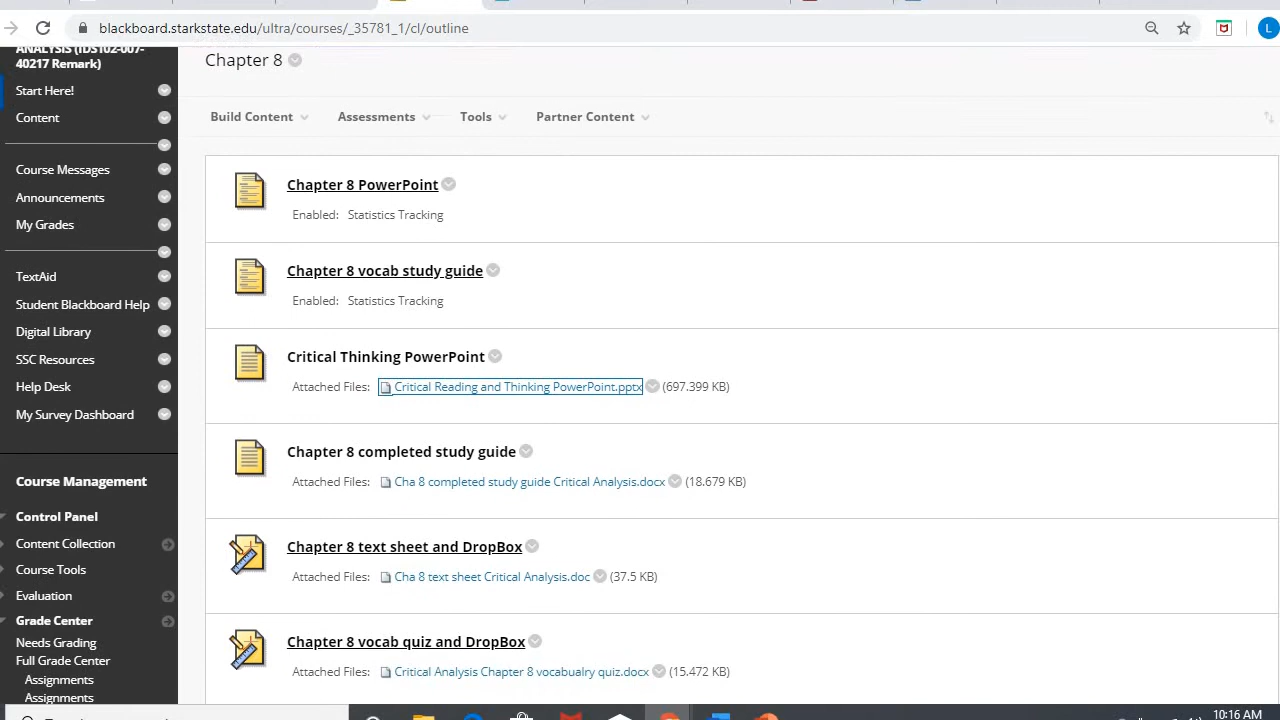 blackboard.starkstate.edu/ultra/courses/_35781_1/cl/outline
L
ANALYSIS (IDS102-007-
40217 Remark)
Start Here!
Content
Course Messages
Announcements
My Grades
TextAid
Student Blackboard Help
Digital Library
SSC Resources
Help Desk
My Survey Dashboard
Course Management
Control Panel
Content Collection
Course Tools
Evaluation
Grade Center
Needs Grading
Full Grade Center
Assignments
Assignments
Chapter 8
Build Content Assessments Tools Partner Content
Chapter 8 PowerPoint
Enabled: Statistics Tracking
Chapter 8 vocab study guide
Enabled: Statistics Tracking
Critical Thinking PowerPoint
Attached Files: Critical Reading and Thinking PowerPoint.pptx (697.399 KB)
Chapter 8 completed study guide
Attached Files: Cha 8 completed study guide Critical Analysis.docx (18.679 KB)
Chapter 8 text sheet and DropBox
Attached Files: Cha 8 text sheet Critical Analysis.doc (37.5 KB)
Chapter 8 vocab quiz and DropBox
Attached Files: Critical Analysis Chapter 8 vocabualry quiz.docx (15.472 KB)
10:16 AM